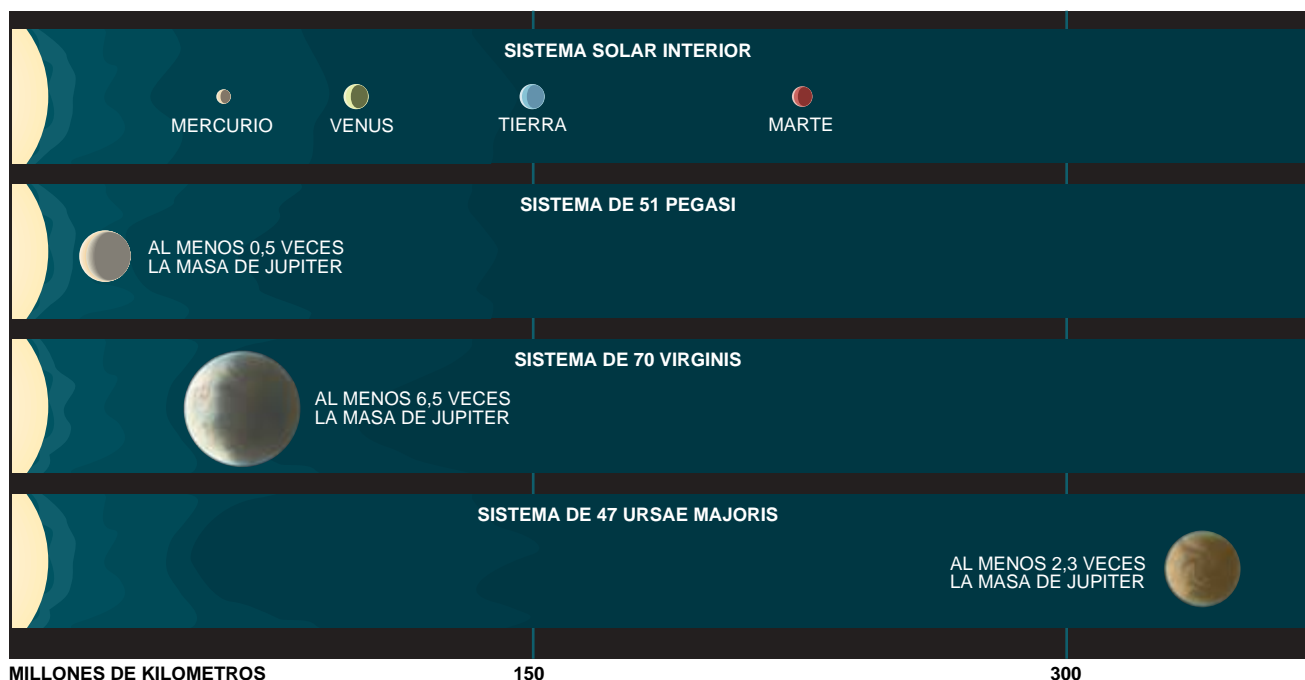 SISTEMA SOLAR INTERIOR
MERCURIO VENUS TIERRA MARTE
SISTEMA DE 51 PEGASI
AL MENOS 0,5 VECES
LA MASA DE JUPITER
SISTEMA DE 70 VIRGINIS
AL MENOS 6,5 VECES
LA MASA DE JUPITER
SISTEMA DE 47 URSAE MAJORIS
AL MENOS 2,3 VECES
LA MASA DE JUPITER
MILLONES DE KILOMETROS 150 300